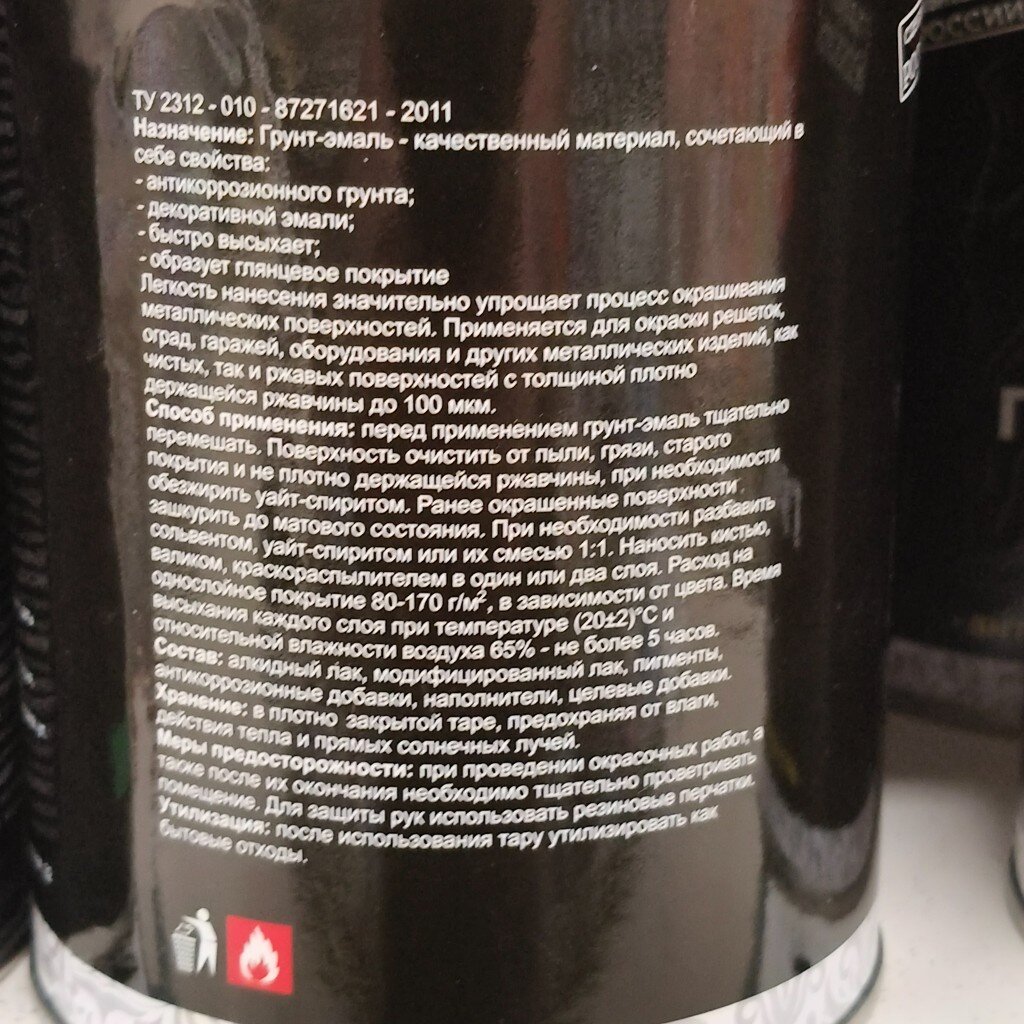 ТУ 2312 - 010 - 87271621 - 2011
Назначение: Грунт-эмаль - качественный материал, сочетающий в
себе свойства:
- антикоррозионного грунта;
- декоративной эмали;
- быстро высыхает;
- образует глянцевое покрытие
Легкость нанесения значительно упрощает процесс окрашивания
металлических поверхностей. Применяется для окраски решеток,
оград, гаражей, оборудования и других металлических изделий, как
чистых, так и ржавых поверхностей с толщиной плотно
держащейся ржавчины до 100 мкм.
Способ применения: перед применением грунт-эмаль тщательно
перемешать. Поверхность очистить от пыли, грязи, старого
покрытия и не плотно держащейся ржавчины, при необходимости
обезжирить уайт-спиритом. Ранее окрашенные поверхности
зашкурить до матового состояния. При необходимости разбавить
сольвентом, уайт-спиритом или их смесью 1:1. Наносить кистью,
валиком, краскораспылителем в один или два слоя. Расход на
однослойное покрытие 80-170 г/м², в зависимости от цвета. Время
высыхания каждого слоя при температуре (20±2)°С и
относительной влажности воздуха 65% - не более 5 часов.
Состав: алкидный лак, модифицированный лак, пигменты,
антикоррозионные добавки, наполнители, целевые добавки.
Хранение: в плотно закрытой таре, предохраняя от влаги,
действия тепла и прямых солнечных лучей.
Меры предосторожности: при проведении окрасочных работ, а
также после их окончания необходимо тщательно проветривать
помещение. Для защиты рук использовать резиновые перчатки.
Утилизация: после использования тару утилизировать как
бытовые отходы.
РОССИИ